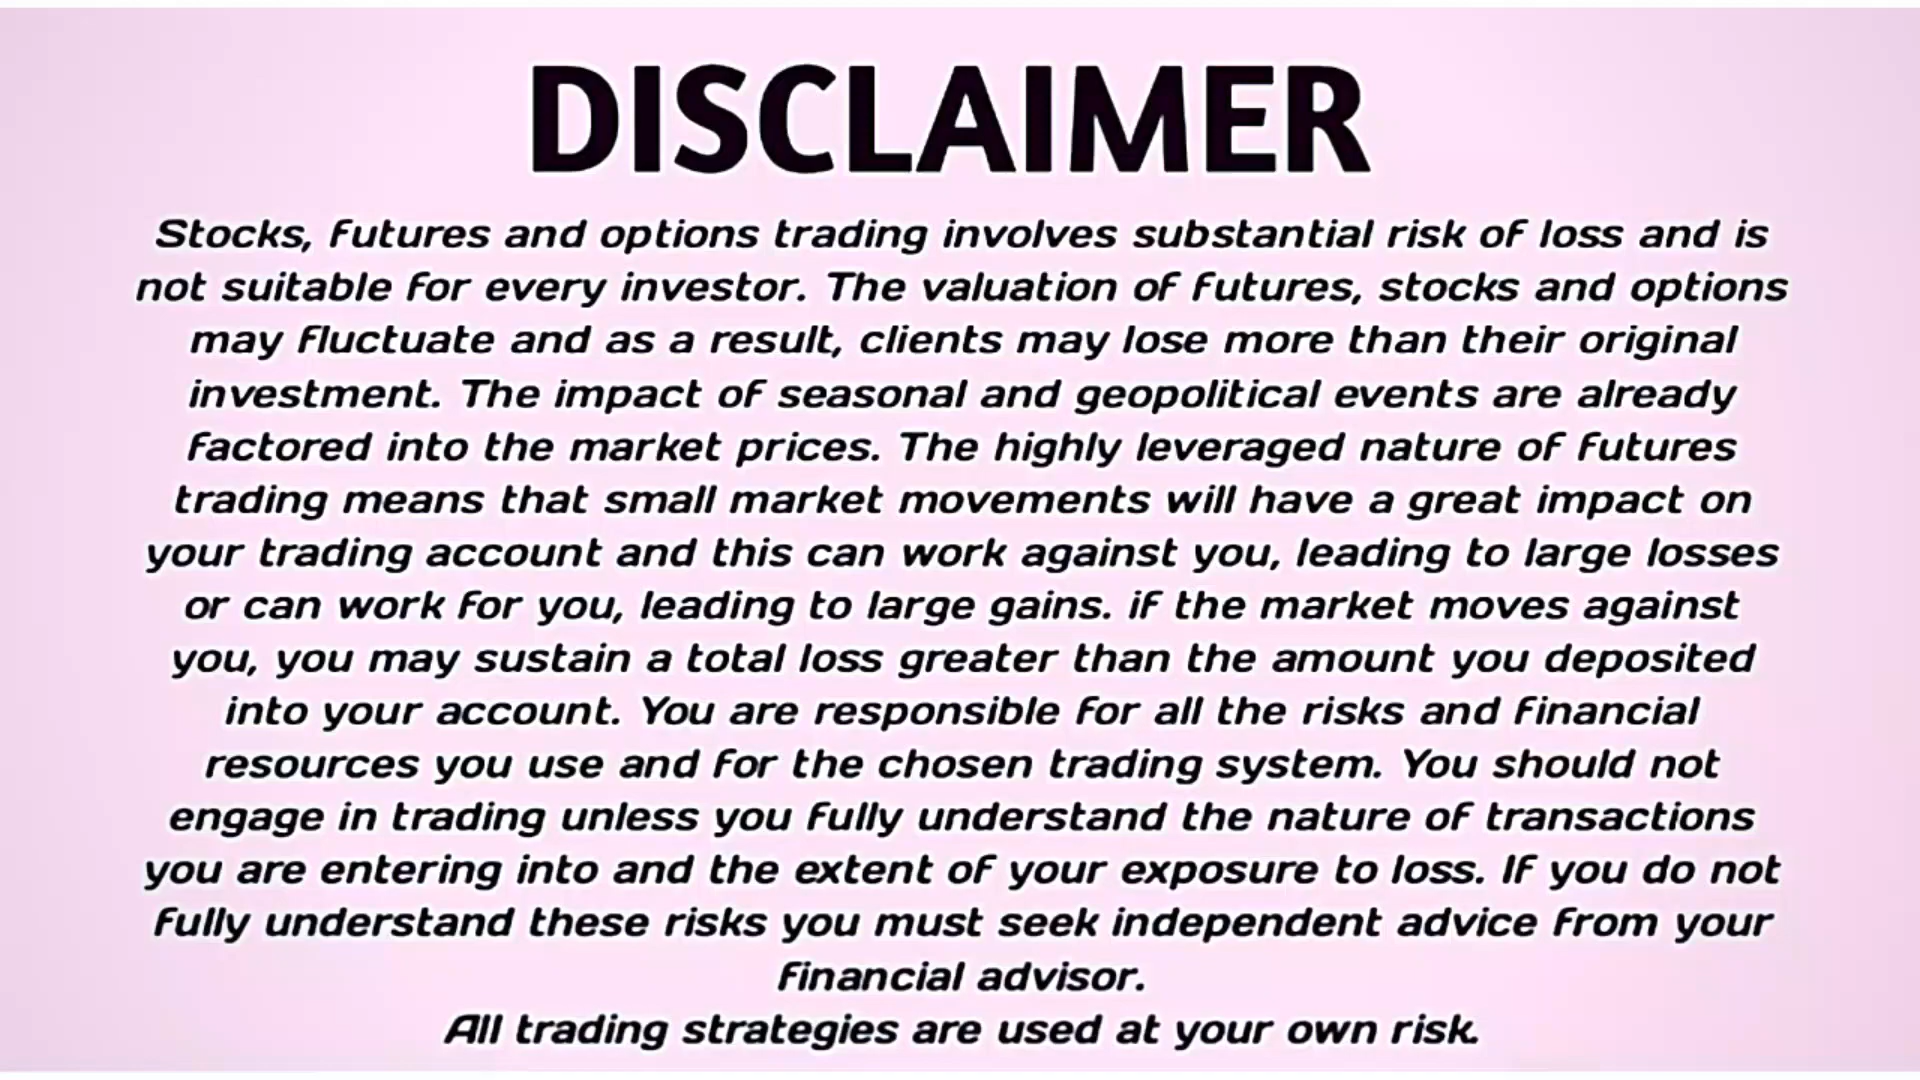 DISCLAIMER
Stocks, futures and options trading involves substantial risk of loss and is
not suitable for every investor. The valuation of futures, stocks and options
may fluctuate and as a result, clients may lose more than their original
investment. The impact of seasonal and geopolitical events are already
factored into the market prices. The highly leveraged nature of futures
trading means that small market movements will have a great impact on
your trading account and this can work against you, leading to large losses
or can work for you, leading to large gains. if the market moves against
you, you may sustain a total loss greater than the amount you deposited
into your account. You are responsible for all the risks and financial
resources you use and for the chosen trading system. You should not
engage in trading unless you fully understand the nature of transactions
you are entering into and the extent of your exposure to loss. If you do not
fully understand these risks you must seek independent advice from your
financial advisor.
All trading strategies are used at your own risk.